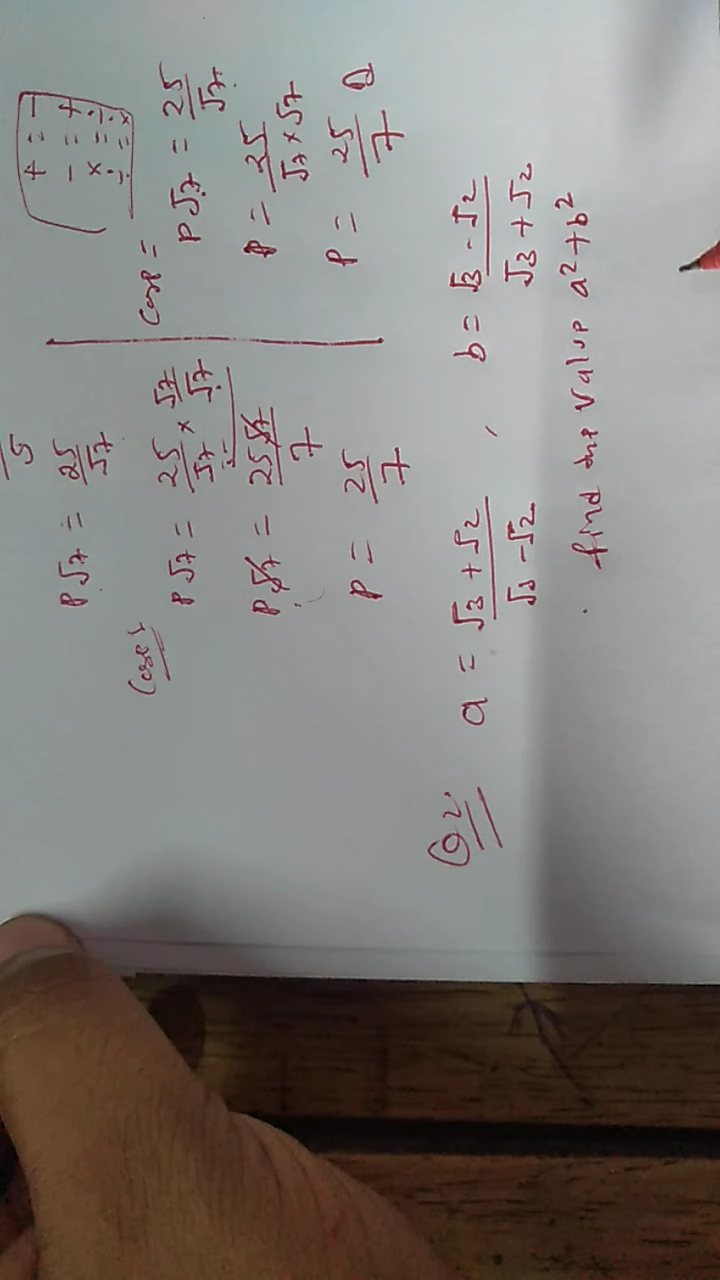 5
P√7 = 25/√7
Case 1
P√7 = 25/√7 × √7/√7
P√7 = 25√7/7
P = 25/7
+ = -
- = +
× = ÷
÷ = ×
Case =
P√7 = 25/√7
P = 25/√7×√7
P = 25/7
Q2 a = √3+√2/√3-√2 , b = √3-√2/√3+√2
. find the value a²+b²